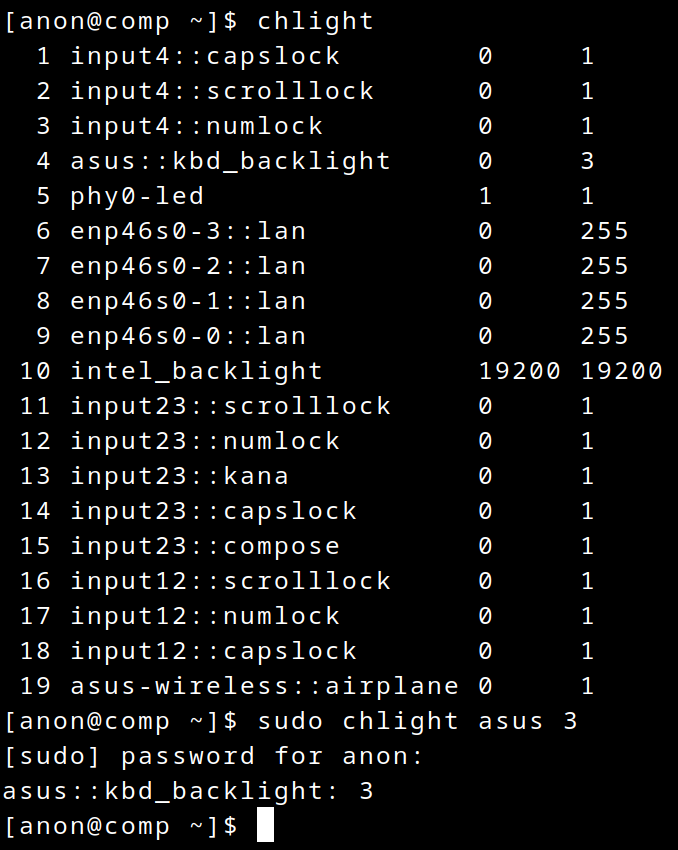 [anon@comp ~]$ chlight
  1 input4::capslock        0     1
  2 input4::scrolllock      0     1
  3 input4::numlock         0     1
  4 asus::kbd_backlight     0     3
  5 phy0-led                1     1
  6 enp46s0-3::lan          0     255
  7 enp46s0-2::lan          0     255
  8 enp46s0-1::lan          0     255
  9 enp46s0-0::lan          0     255
 10 intel_backlight         19200 19200
 11 input23::scrolllock     0     1
 12 input23::numlock        0     1
 13 input23::kana           0     1
 14 input23::capslock       0     1
 15 input23::compose        0     1
 16 input12::scrolllock     0     1
 17 input12::numlock        0     1
 18 input12::capslock       0     1
 19 asus-wireless::airplane 0     1
[anon@comp ~]$ sudo chlight asus 3
[sudo] password for anon:
asus::kbd_backlight: 3
[anon@comp ~]$